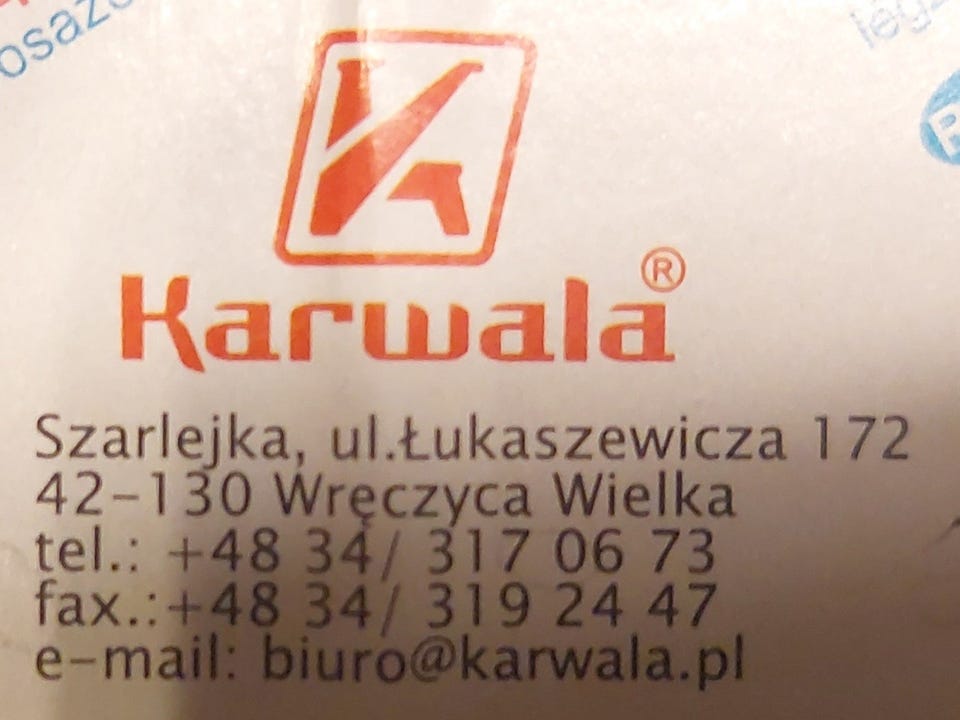 Karwala®
Szarlejka, ul.Łukaszewicza 172
42-130 Wręczyca Wielka
tel.: +48 34/ 317 06 73
fax.:+48 34/ 319 24 47
e-mail: biuro@karwala.pl